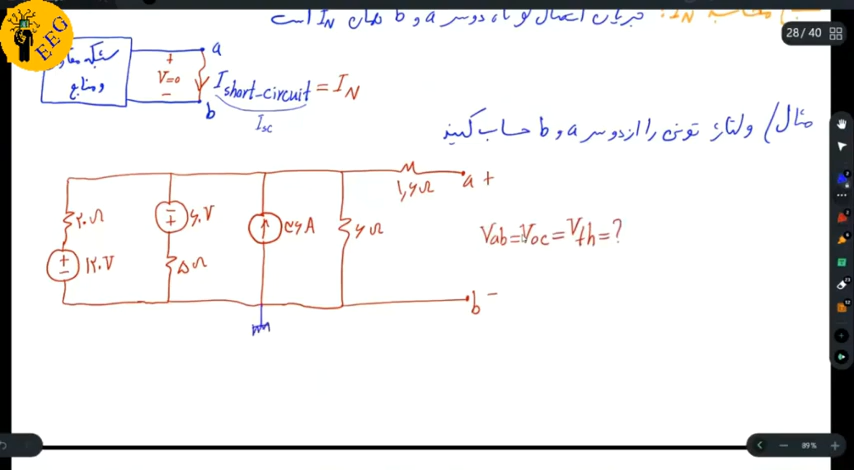 جریان اتصال کوتاه دو سر a و b همان I_N است
28 / 40
EEG
شبکه مقاومتی
و منابع
+
V=0
-
a
b
I short-circuit = I_N
I_sc
مثال/ ولتاژ تونن را از دو سر a و b حساب کنید
۲۰Ω
+
-
۱۲۰V
-
+
۶۰V
۵Ω
۳۶A
۶Ω
۱٫۶Ω
a +
b -
Vab=Voc=Vth=?
89%